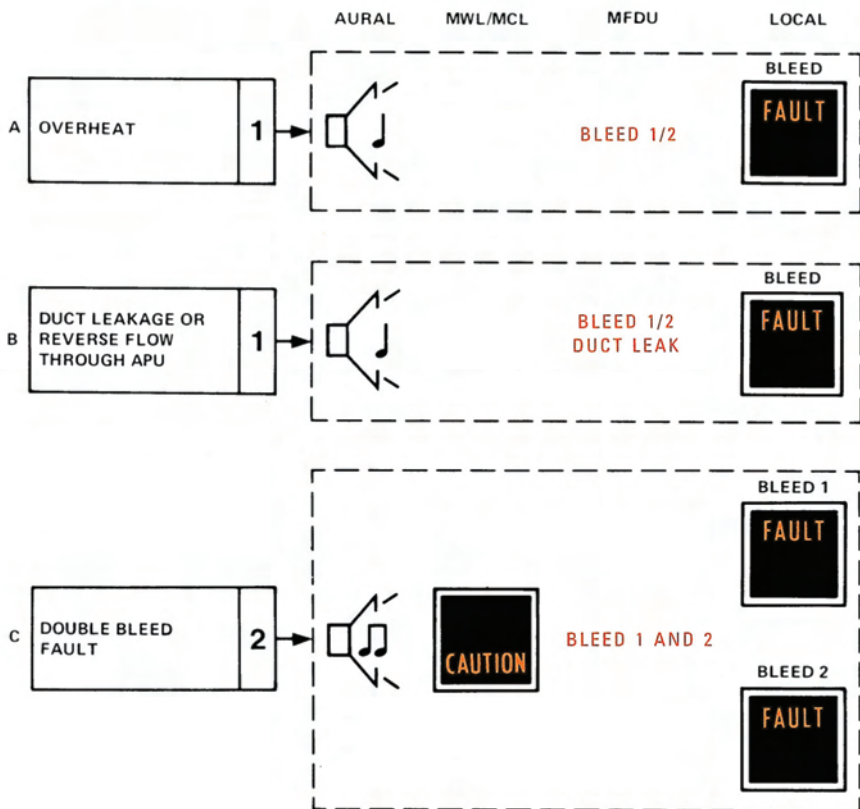 AURAL MWL/MCL MFDU LOCAL
A OVERHEAT 1
BLEED 1/2
BLEED
FAULT
B DUCT LEAKAGE OR
REVERSE FLOW
THROUGH APU
1
BLEED 1/2
DUCT LEAK
BLEED
FAULT
C DOUBLE BLEED
FAULT
2
CAUTION
BLEED 1 AND 2
BLEED 1
FAULT
BLEED 2
FAULT